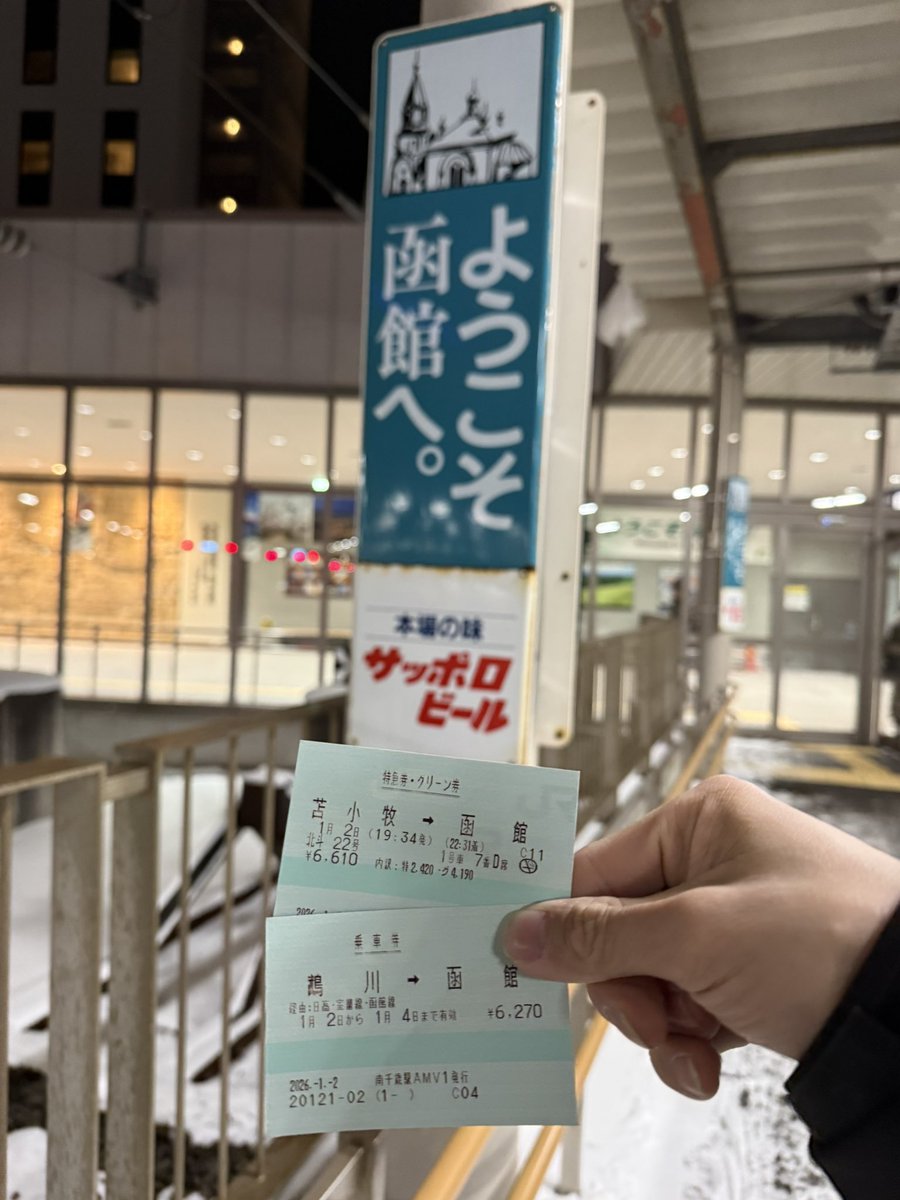 ようこそ
函館へ。
本場の味
サッポロ
ビール
ようこそ
特急券・グリーン券
苫小牧 → 函館
1月 2日 (19:34発) (22:31着) C11
北斗 22号 1号車 7番D席
￥6,610 内訳:特2,420・グ4,190
乗車券
鵡川 → 函館
経由:日高・室蘭線・函館線
1月 2日から 1月 4日まで有効 ￥6,270
2026.-1.-2 南千歳駅AMV1発行
20121-02 (1- ) C04